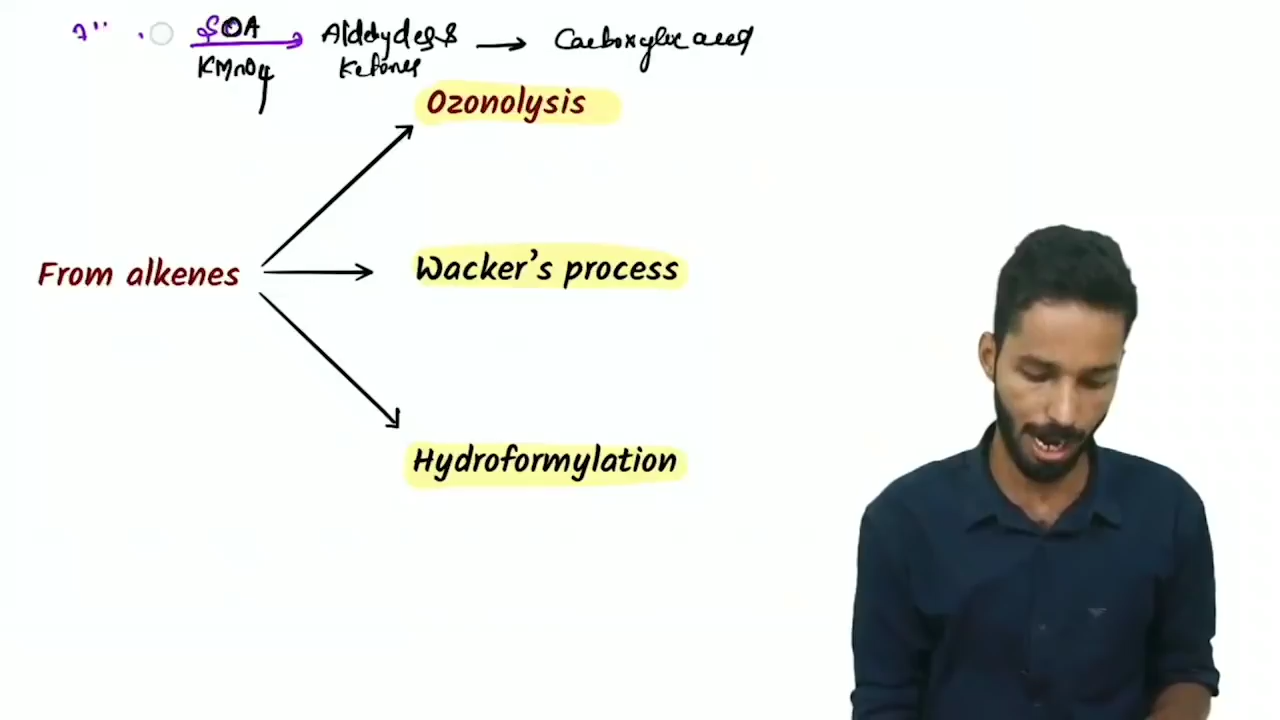 SOA
KMnO4
Aldehydes &
Ketones
Carboxylic acid
Ozonolysis
Wacker's process
From alkenes
Hydroformylation